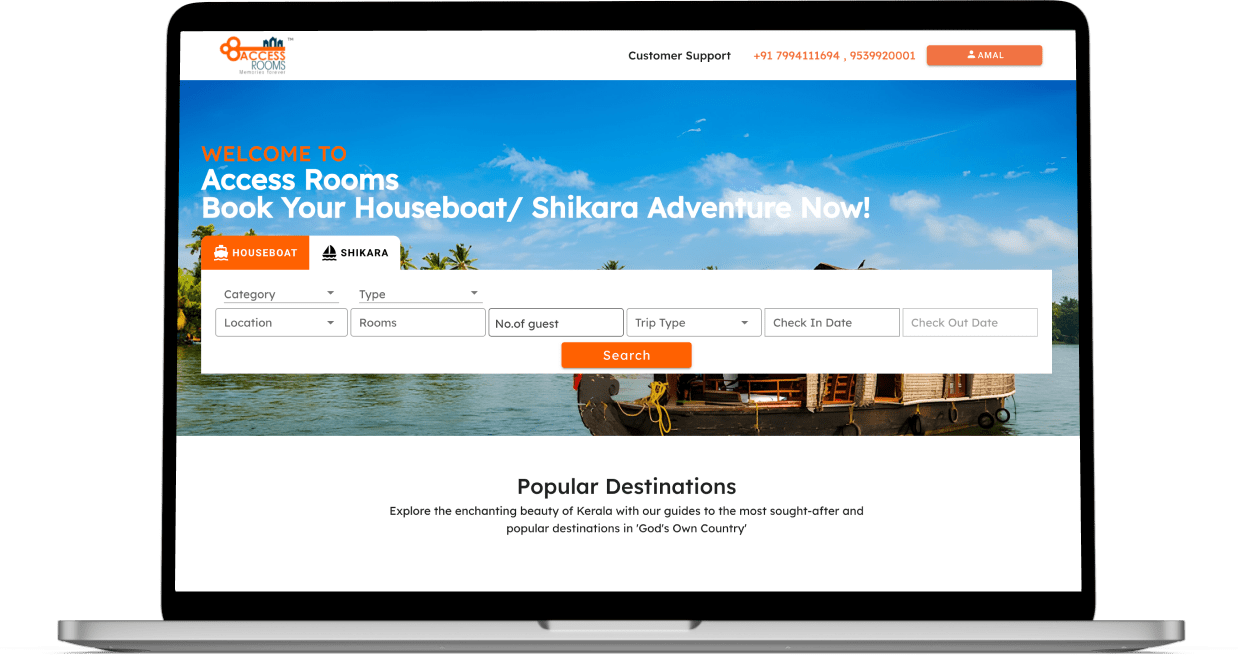 ACCESS
ROOMS
Memories forever
TM
Customer Support
+91 7994111694 , 9539920001
AMAL
WELCOME TO
Access Rooms
Book Your Houseboat/ Shikara Adventure Now!
HOUSEBOAT
SHIKARA
Category
Type
Location
Rooms
No.of guest
Trip Type
Check In Date
Check Out Date
Search
Popular Destinations
Explore the enchanting beauty of Kerala with our guides to the most sought-after and
popular destinations in 'God's Own Country'